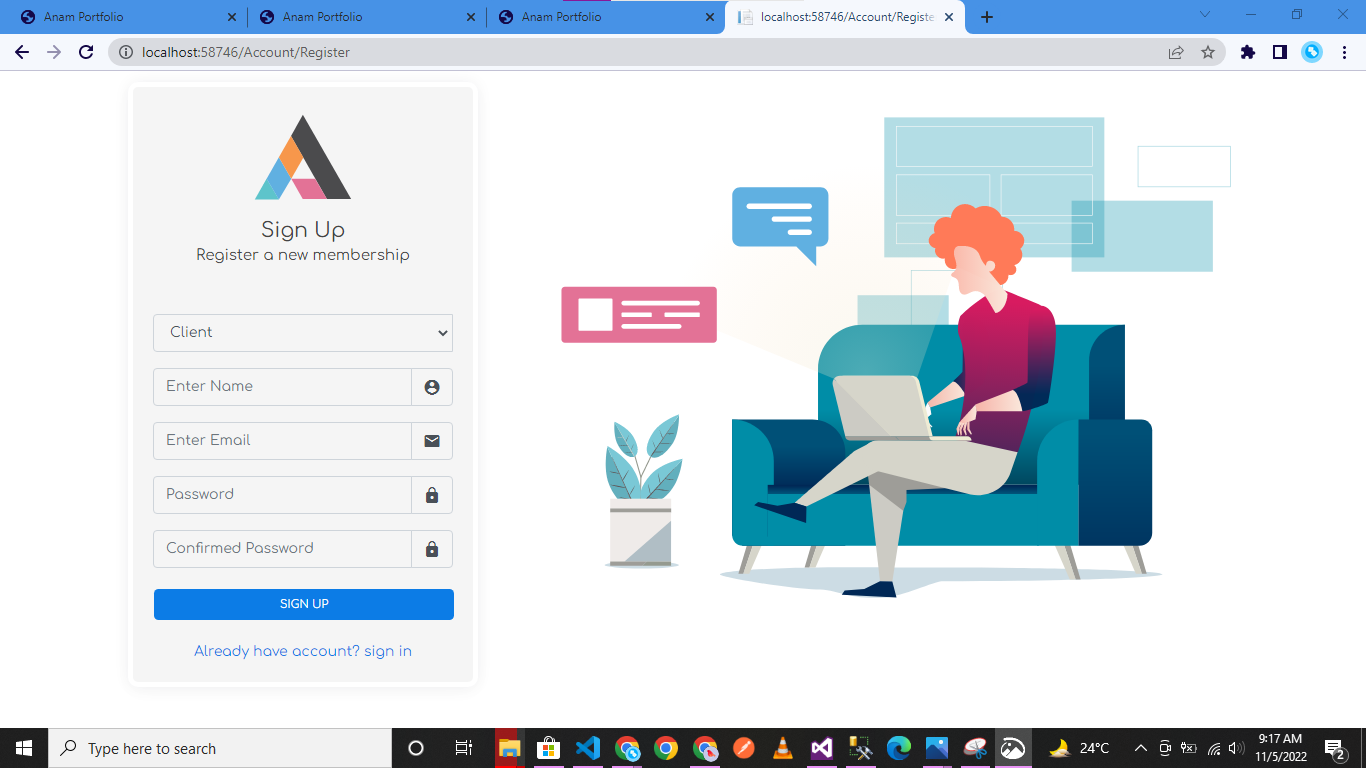 Anam Portfolio
Anam Portfolio
Anam Portfolio
localhost:58746/Account/Registe
localhost:58746/Account/Register
Sign Up
Register a new membership
Client
Enter Name
Enter Email
Password
Confirmed Password
SIGN UP
Already have account? sign in
Type here to search
24°C
9:17 AM
11/5/2022
2